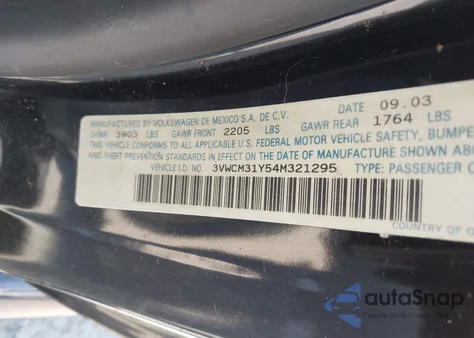 MANUFACTURED BY VOLKSWAGEN DE MEXICO S.A. DE C.V. DATE 09.03
GVWR 3903 LBS GAWR FRONT 2205 LBS GAWR REAR 1764 LBS
THIS VEHICLE CONFORMS TO ALL APPLICABLE U.S. FEDERAL MOTOR VEHICLE SAFETY, BUMPE
THEFT PREVENTION STANDARDS IN EFFECT ON THE DATE OF MANUFACTURE SHOWN ABO
VEHICLE I.D. NO. 3VWCM31Y54M321295 TYPE: PASSENGER C
COUNTRY OF O
autoSnap